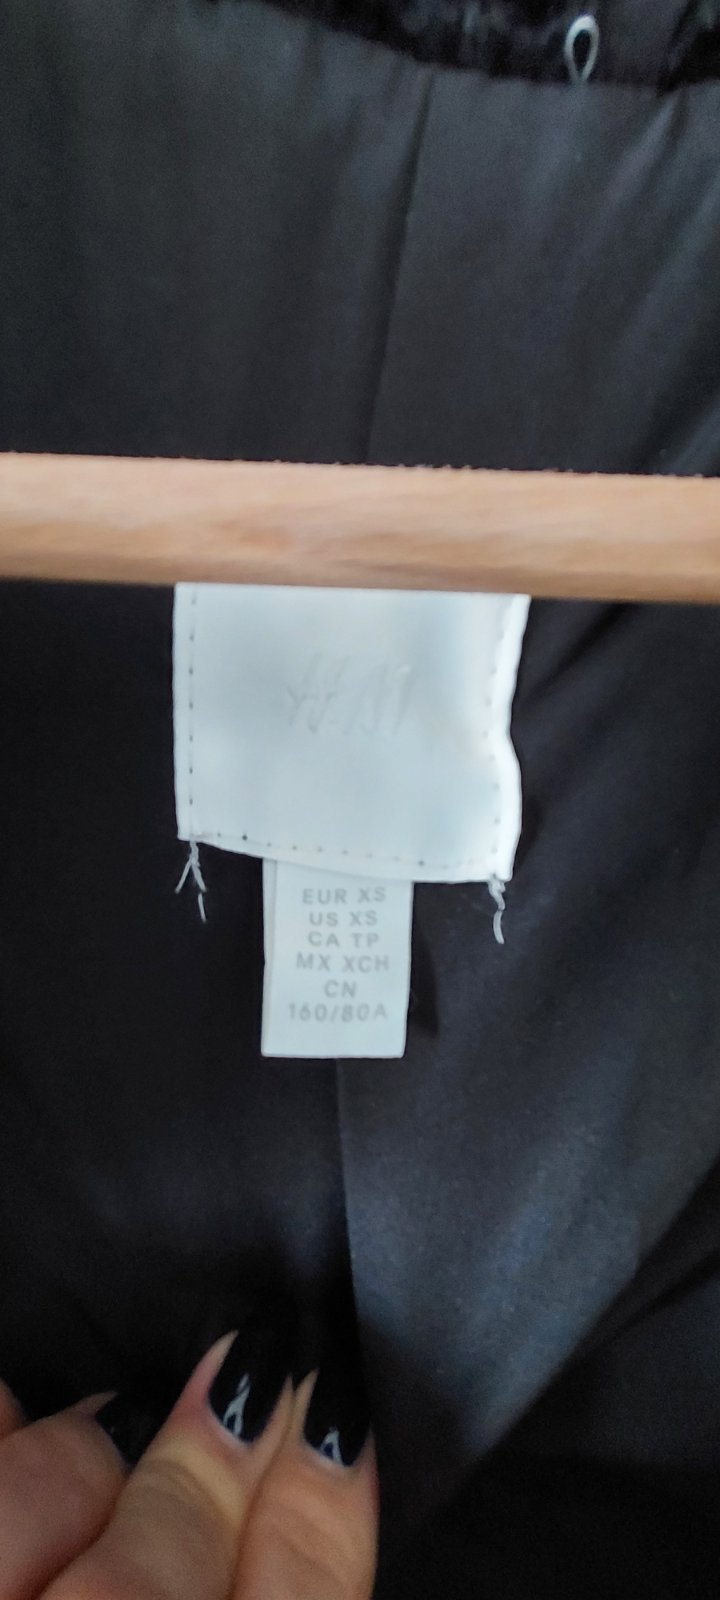 H&M
EUR XS
US XS
CA TP
MX XCH
CN
160/80A